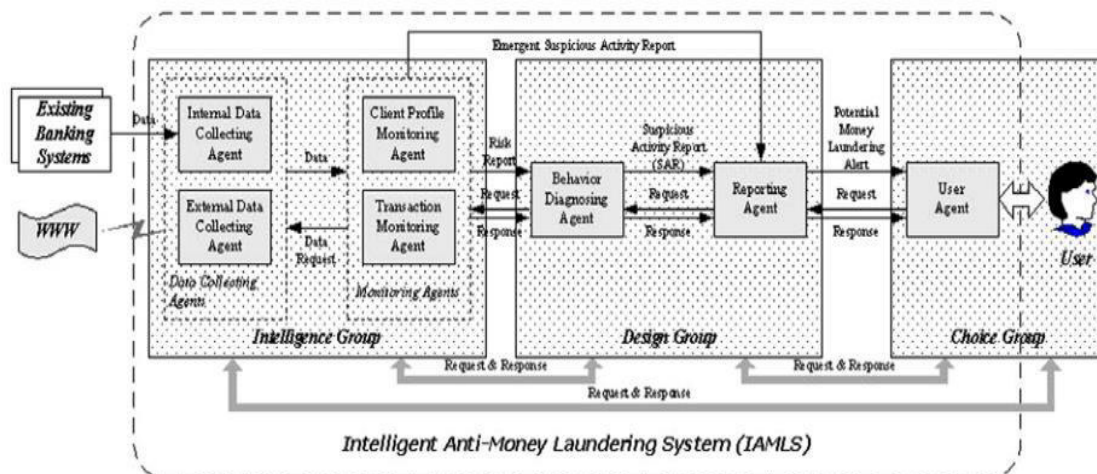 Emergent Suspicious Activity Report
Existing
Banking
Systems
Data
WWW
Internal Data
Collecting
Agent
External Data
Collecting
Agent
Data Collecting
Agents
Data
Data
Request
Client Profile
Monitoring
Agent
Transaction
Monitoring
Agent
Monitoring Agents
Intelligence Group
Risk
Report
Request
Response
Behavior
Diagnosing
Agent
Suspicious
Activity Report
(SAR)
Request
Response
Reporting
Agent
Design Group
Potential
Money
Laundering
Alert
Request
Response
User
Agent
User
Choice Group
Request & Response
Request & Response
Request & Response
Intelligent Anti-Money Laundering System (IAMLS)